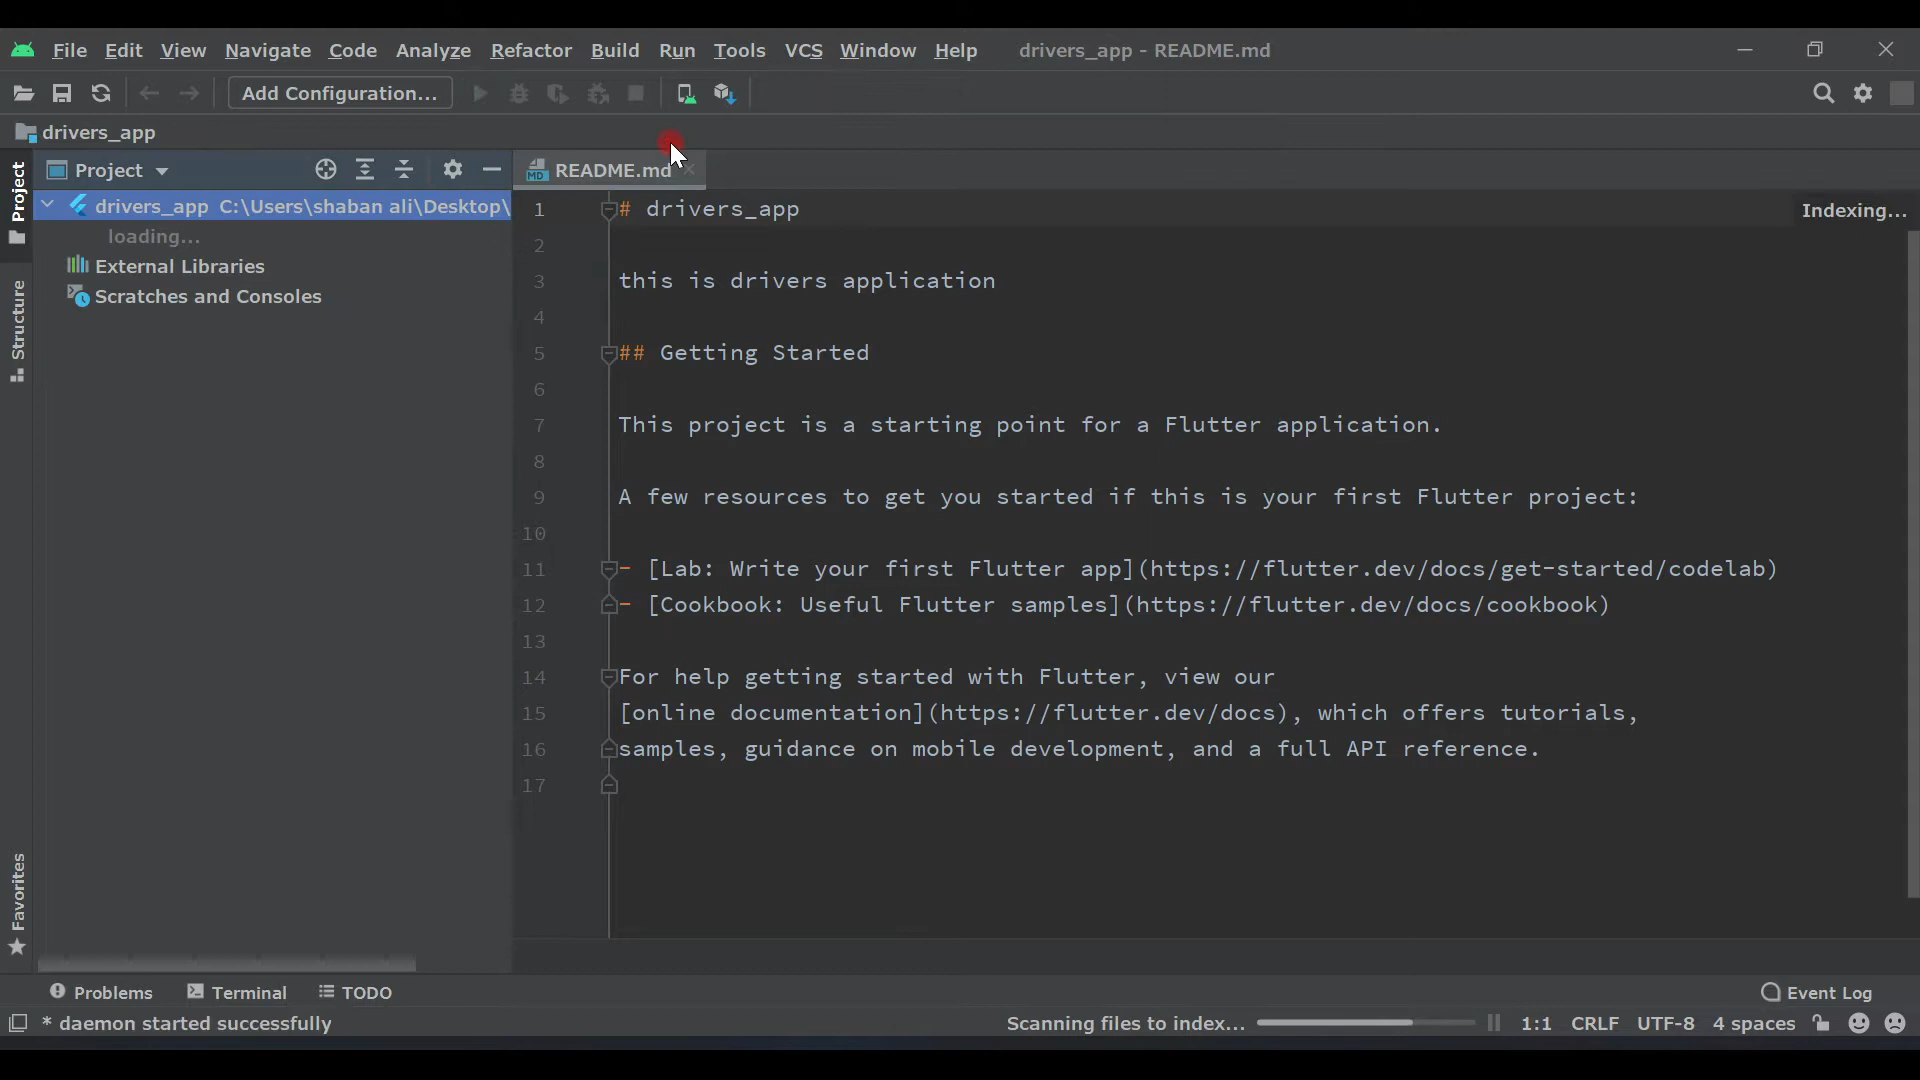 File Edit View Navigate Code Analyze Refactor Build Run Tools VCS Window Help drivers_app - README.md
Add Configuration...
drivers_app
Project
README.md
Project
drivers_app C:\Users\shaban ali\Desktop\
loading...
External Libraries
Scratches and Consoles
Structure
Favorites
1 # drivers_app
Indexing...
2
3 this is drivers application
4
5 ## Getting Started
6
7 This project is a starting point for a Flutter application.
8
9 A few resources to get you started if this is your first Flutter project:
10
11 - [Lab: Write your first Flutter app](https://flutter.dev/docs/get-started/codelab)
12 - [Cookbook: Useful Flutter samples](https://flutter.dev/docs/cookbook)
13
14 For help getting started with Flutter, view our
15 [online documentation](https://flutter.dev/docs), which offers tutorials,
16 samples, guidance on mobile development, and a full API reference.
17
Problems Terminal TODO Event Log
* daemon started successfully Scanning files to index... 1:1 CRLF UTF-8 4 spaces